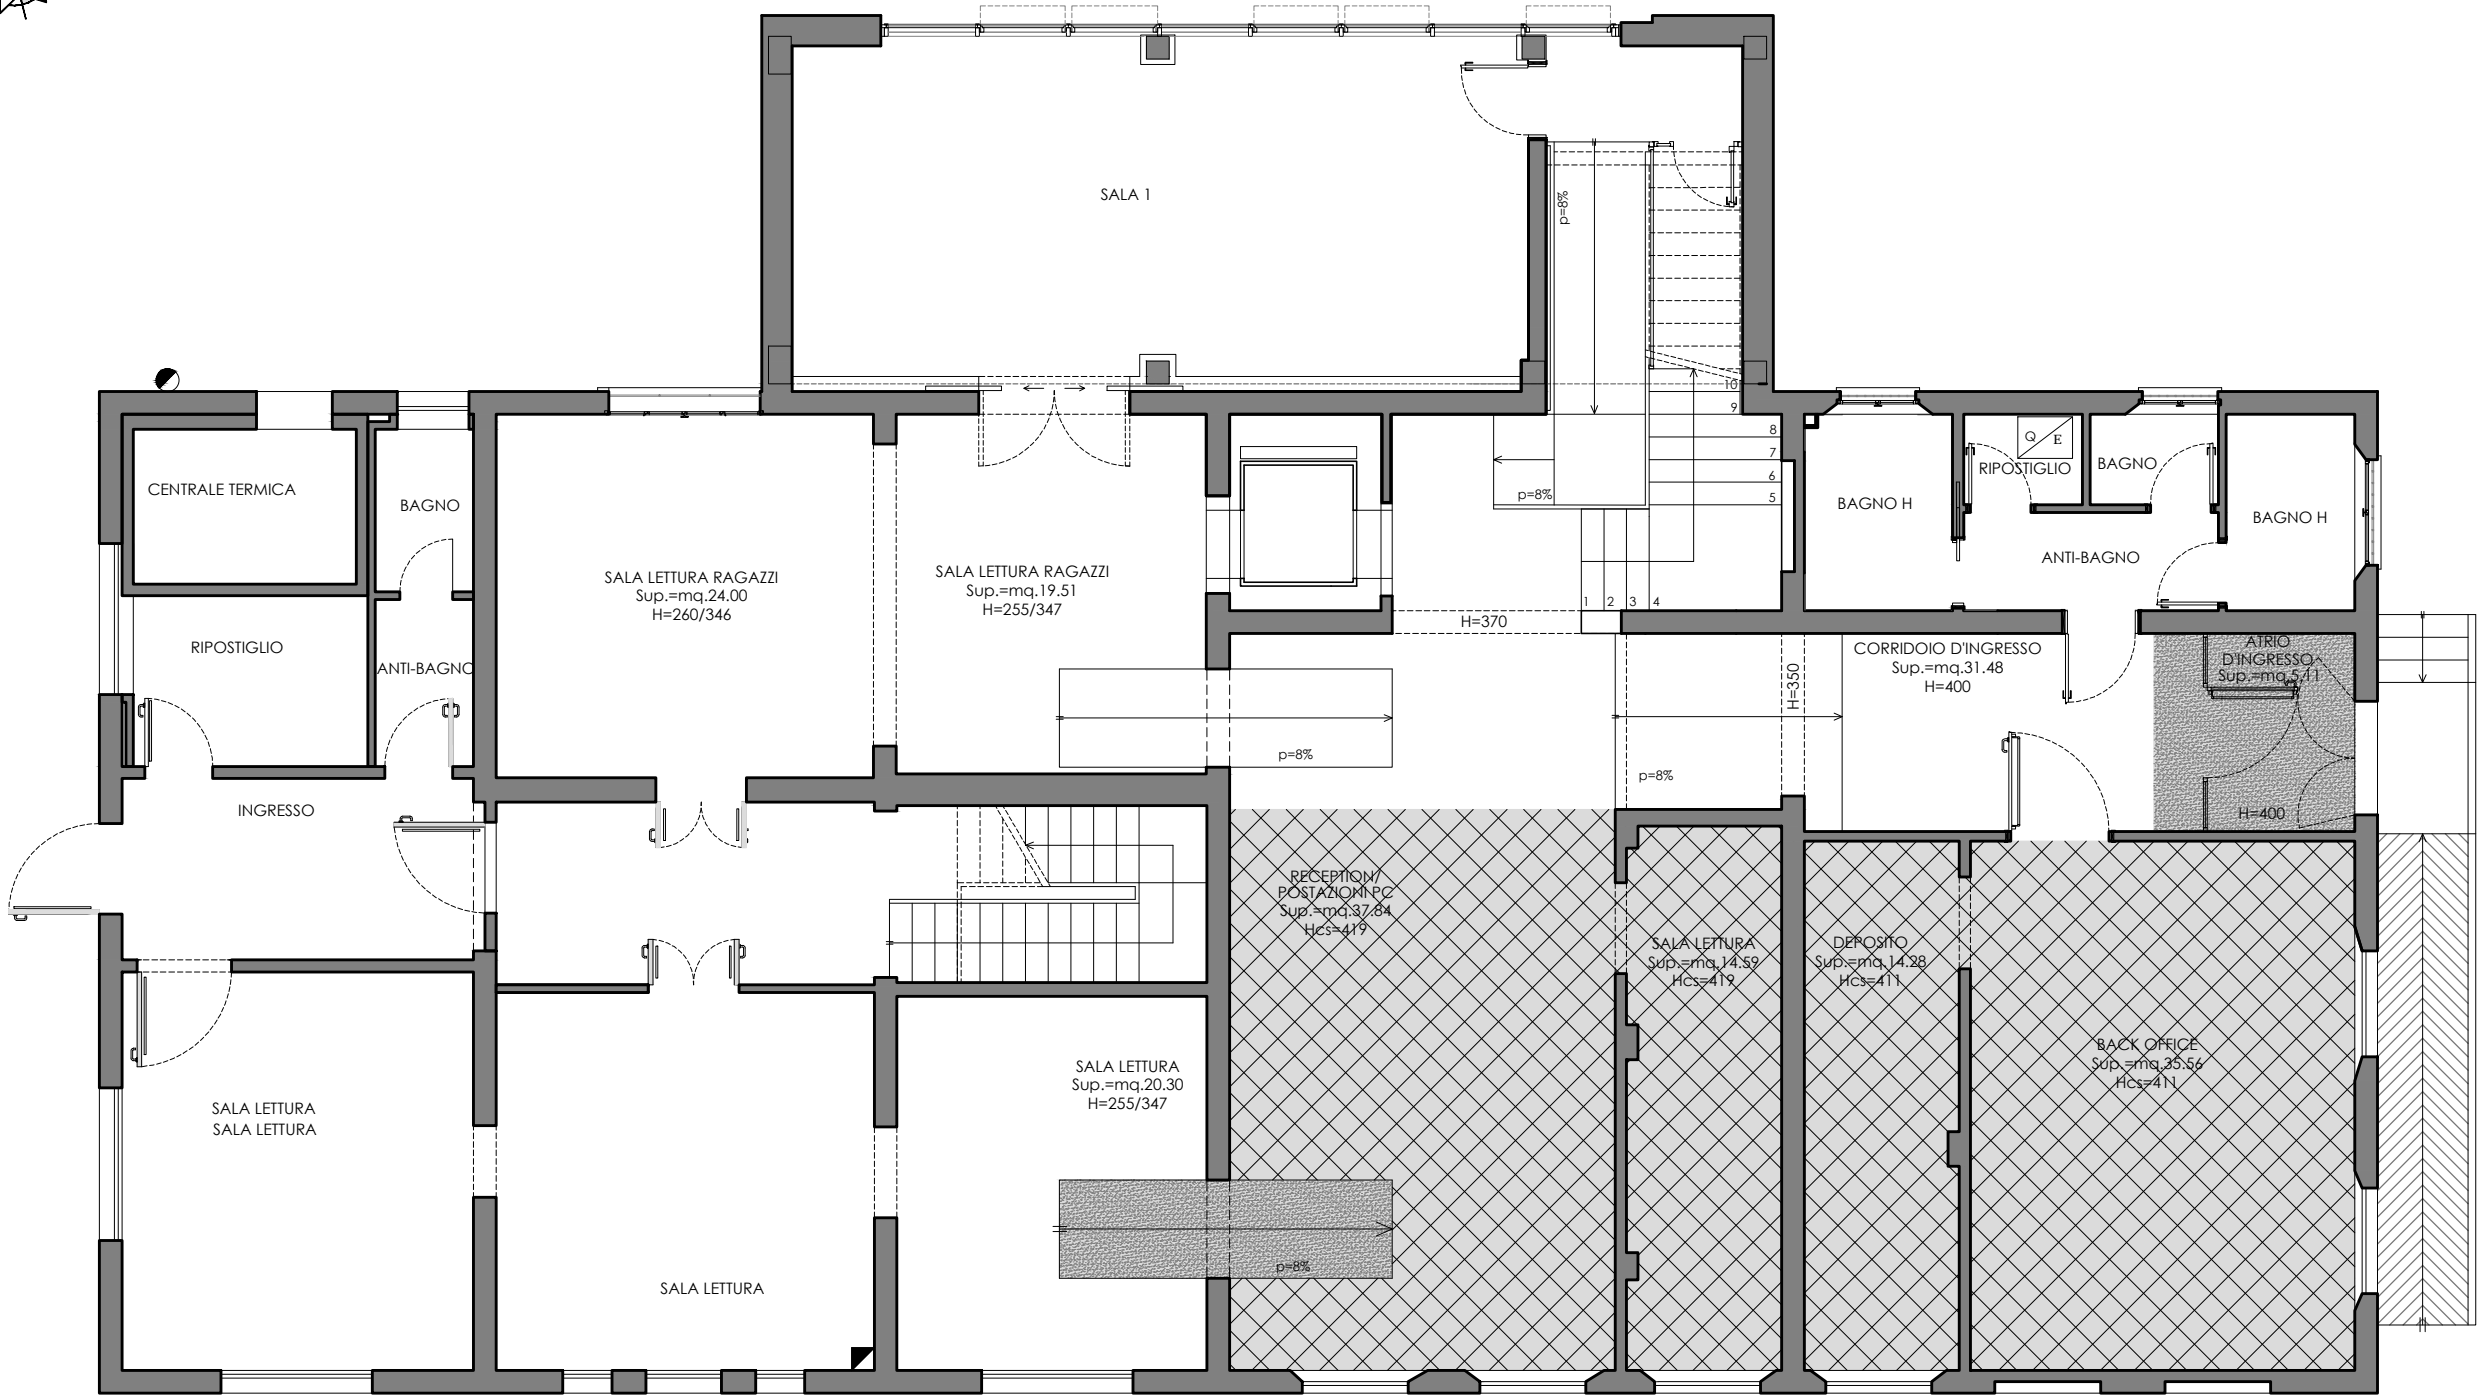 SALA 1
p=8%
10
9
8
7
6
5
p=8%
1 2 3 4
CENTRALE TERMICA
BAGNO
BAGNO H
Q E
RIPOSTIGLIO
BAGNO
BAGNO H
ANTI-BAGNO
SALA LETTURA RAGAZZI
Sup.=mq.24.00
H=260/346
SALA LETTURA RAGAZZI
Sup.=mq.19.51
H=255/347
H=370
RIPOSTIGLIO
ANTI-BAGNO
H=350
CORRIDOIO D'INGRESSO
Sup.=mq.31.48
H=400
ATRIO
D'INGRESSO
Sup.=mq.5.11
p=8%
p=8%
H=400
INGRESSO
RECEPTION/
POSTAZIONI PC
Sup.=mq.37.84
Hcs=419
SALA LETTURA
Sup.=mq.14.59
Hcs=419
DEPOSITO
Sup.=mq.14.28
Hcs=411
BACK OFFICE
Sup.=mq.35.56
Hcs=411
SALA LETTURA
Sup.=mq.20.30
H=255/347
SALA LETTURA
SALA LETTURA
SALA LETTURA
p=8%